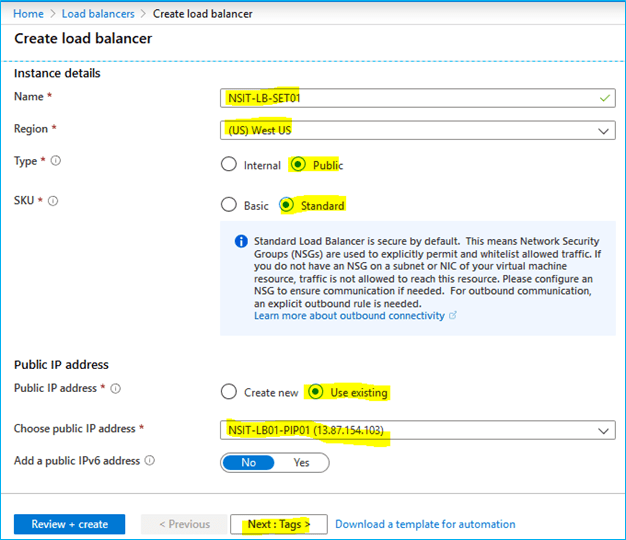 Home > Load balancers > Create load balancer
Create load balancer
Instance details
Name *
NSIT-LB-SET01
Region *
(US) West US
Type *
Internal Public
SKU *
Basic Standard
Standard Load Balancer is secure by default. This means Network Security
Groups (NSGs) are used to explicitly permit and whitelist allowed traffic. If
you do not have an NSG on a subnet or NIC of your virtual machine
resource, traffic is not allowed to reach this resource. Please configure an
NSG to ensure communication if needed. For outbound communication,
an explicit outbound rule is needed.
Learn more about outbound connectivity
Public IP address
Public IP address *
Create new Use existing
Choose public IP address *
NSIT-LB01-PIP01 (13.87.154.103)
Add a public IPv6 address
No Yes
Review + create < Previous Next : Tags > Download a template for automation